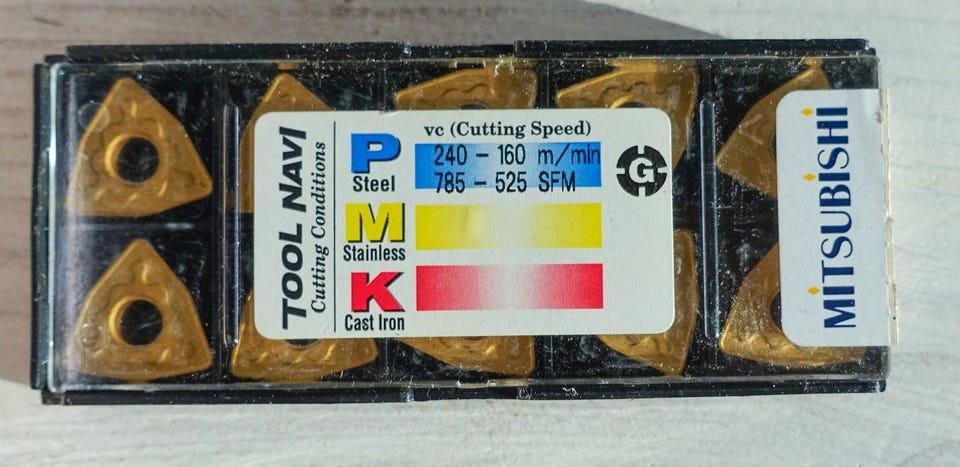 TOOL NAVI
Cutting Conditions
vc (Cutting Speed)
P
Steel
240 - 160 m/min
785 - 525 SFM
G
M
Stainless
K
Cast Iron
MITSUBISHI